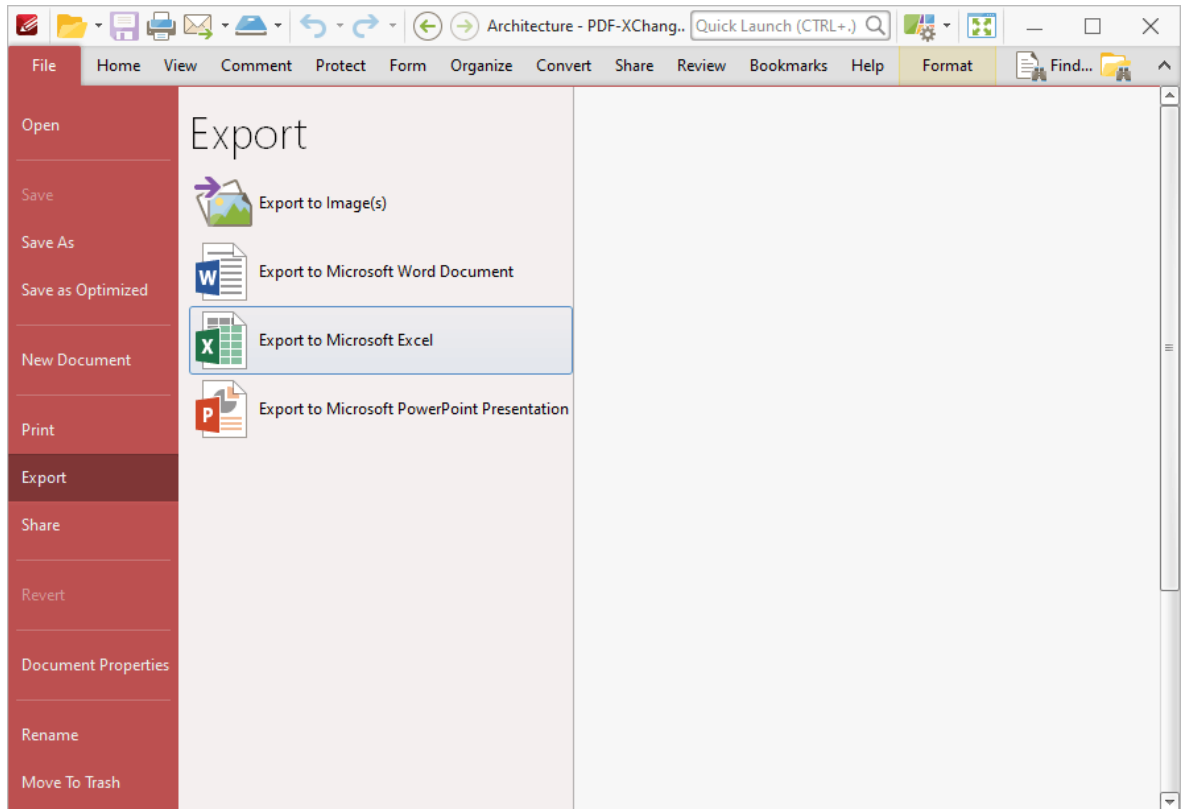 Architecture - PDF-XChang.. Quick Launch (CTRL+.)
File Home View Comment Protect Form Organize Convert Share Review Bookmarks Help Format Find...
Open
Save
Save As
Save as Optimized
New Document
Print
Export
Share
Revert
Document Properties
Rename
Move To Trash
Export
Export to Image(s)
W
Export to Microsoft Word Document
X
Export to Microsoft Excel
P
Export to Microsoft PowerPoint Presentation